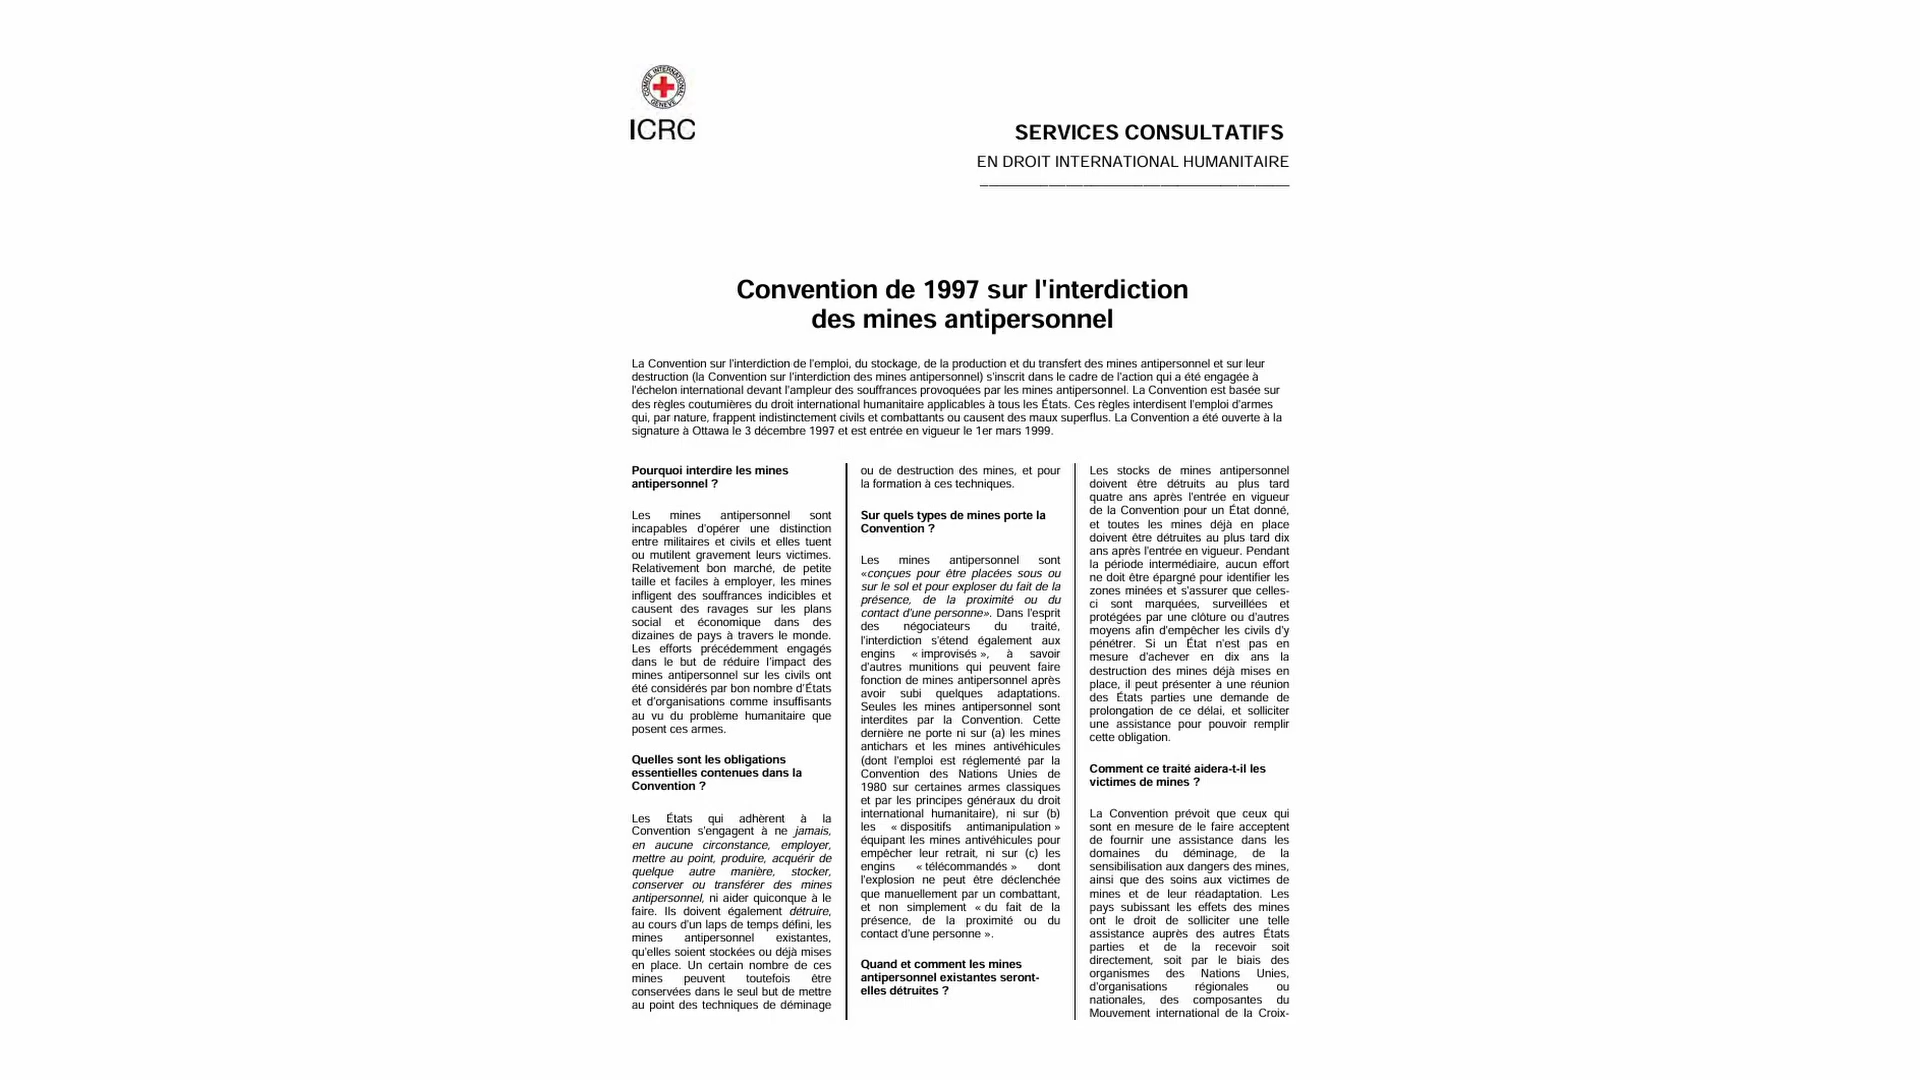 COMITE INTERNATIONAL
GENEVE
ICRC
SERVICES CONSULTATIFS
EN DROIT INTERNATIONAL HUMANITAIRE
Convention de 1997 sur l'interdiction
des mines antipersonnel
La Convention sur l'interdiction de l'emploi, du stockage, de la production et du transfert des mines antipersonnel et sur leur
destruction (la Convention sur l'interdiction des mines antipersonnel) s'inscrit dans le cadre de l'action qui a été engagée à
l'échelon international devant l'ampleur des souffrances provoquées par les mines antipersonnel. La Convention est basée sur
des règles coutumières du droit international humanitaire applicables à tous les États. Ces règles interdisent l'emploi d'armes
qui, par nature, frappent indistinctement civils et combattants ou causent des maux superflus. La Convention a été ouverte à la
signature à Ottawa le 3 décembre 1997 et est entrée en vigueur le 1er mars 1999.
Pourquoi interdire les mines
antipersonnel ?
Les mines antipersonnel sont
incapables d'opérer une distinction
entre militaires et civils et elles tuent
ou mutilent gravement leurs victimes.
Relativement bon marché, de petite
taille et faciles à employer, les mines
infligent des souffrances indicibles et
causent des ravages sur les plans
social et économique dans des
dizaines de pays à travers le monde.
Les efforts précédemment engagés
dans le but de réduire l'impact des
mines antipersonnel sur les civils ont
été considérés par bon nombre d'États
et d'organisations comme insuffisants
au vu du problème humanitaire que
posent ces armes.
Quelles sont les obligations
essentielles contenues dans la
Convention ?
Les États qui adhèrent à la
Convention s'engagent à ne jamais,
en aucune circonstance, employer,
mettre au point, produire, acquérir de
quelque autre manière, stocker,
conserver ou transférer des mines
antipersonnel, ni aider quiconque à le
faire. Ils doivent également détruire,
au cours d'un laps de temps défini, les
mines antipersonnel existantes,
qu'elles soient stockées ou déjà mises
en place. Un certain nombre de ces
mines peuvent toutefois être
conservées dans le seul but de mettre
au point des techniques de déminage
ou de destruction des mines, et pour
la formation à ces techniques.
Sur quels types de mines porte la
Convention ?
Les mines antipersonnel sont
«conçues pour être placées sous ou
sur le sol et pour exploser du fait de la
présence, de la proximité ou du
contact d'une personne». Dans l'esprit
des négociateurs du traité,
l'interdiction s'étend également aux
engins « improvisés », à savoir
d'autres munitions qui peuvent faire
fonction de mines antipersonnel après
avoir subi quelques adaptations.
Seules les mines antipersonnel sont
interdites par la Convention. Cette
dernière ne porte ni sur (a) les mines
antichars et les mines antivéhicules
(dont l'emploi est réglementé par la
Convention des Nations Unies de
1980 sur certaines armes classiques
et par les principes généraux du droit
international humanitaire), ni sur (b)
les « dispositifs antimanipulation »
équipant les mines antivéhicules pour
empêcher leur retrait, ni sur (c) les
engins « télécommandés » dont
l'explosion ne peut être déclenchée
que manuellement par un combattant,
et non simplement « du fait de la
présence, de la proximité ou du
contact d'une personne ».
Quand et comment les mines
antipersonnel existantes seront-
elles détruites ?
Les stocks de mines antipersonnel
doivent être détruits au plus tard
quatre ans après l'entrée en vigueur
de la Convention pour un État donné,
et toutes les mines déjà en place
doivent être détruites au plus tard dix
ans après l'entrée en vigueur. Pendant
la période intermédiaire, aucun effort
ne doit être épargné pour identifier les
zones minées et s'assurer que celles-
ci sont marquées, surveillées et
protégées par une clôture ou d'autres
moyens afin d'empêcher les civils d'y
pénétrer. Si un État n'est pas en
mesure d'achever en dix ans la
destruction des mines déjà mises en
place, il peut présenter à une réunion
des États parties une demande de
prolongation de ce délai, et solliciter
une assistance pour pouvoir remplir
cette obligation.
Comment ce traité aidera-t-il les
victimes de mines ?
La Convention prévoit que ceux qui
sont en mesure de le faire acceptent
de fournir une assistance dans les
domaines du déminage, de la
sensibilisation aux dangers des mines,
ainsi que des soins aux victimes de
mines et de leur réadaptation. Les
pays subissant les effets des mines
ont le droit de solliciter une telle
assistance auprès des autres États
parties et de la recevoir soit
directement, soit par le biais des
organismes des Nations Unies,
d'organisations régionales ou
nationales, des composantes du
Mouvement international de la Croix-